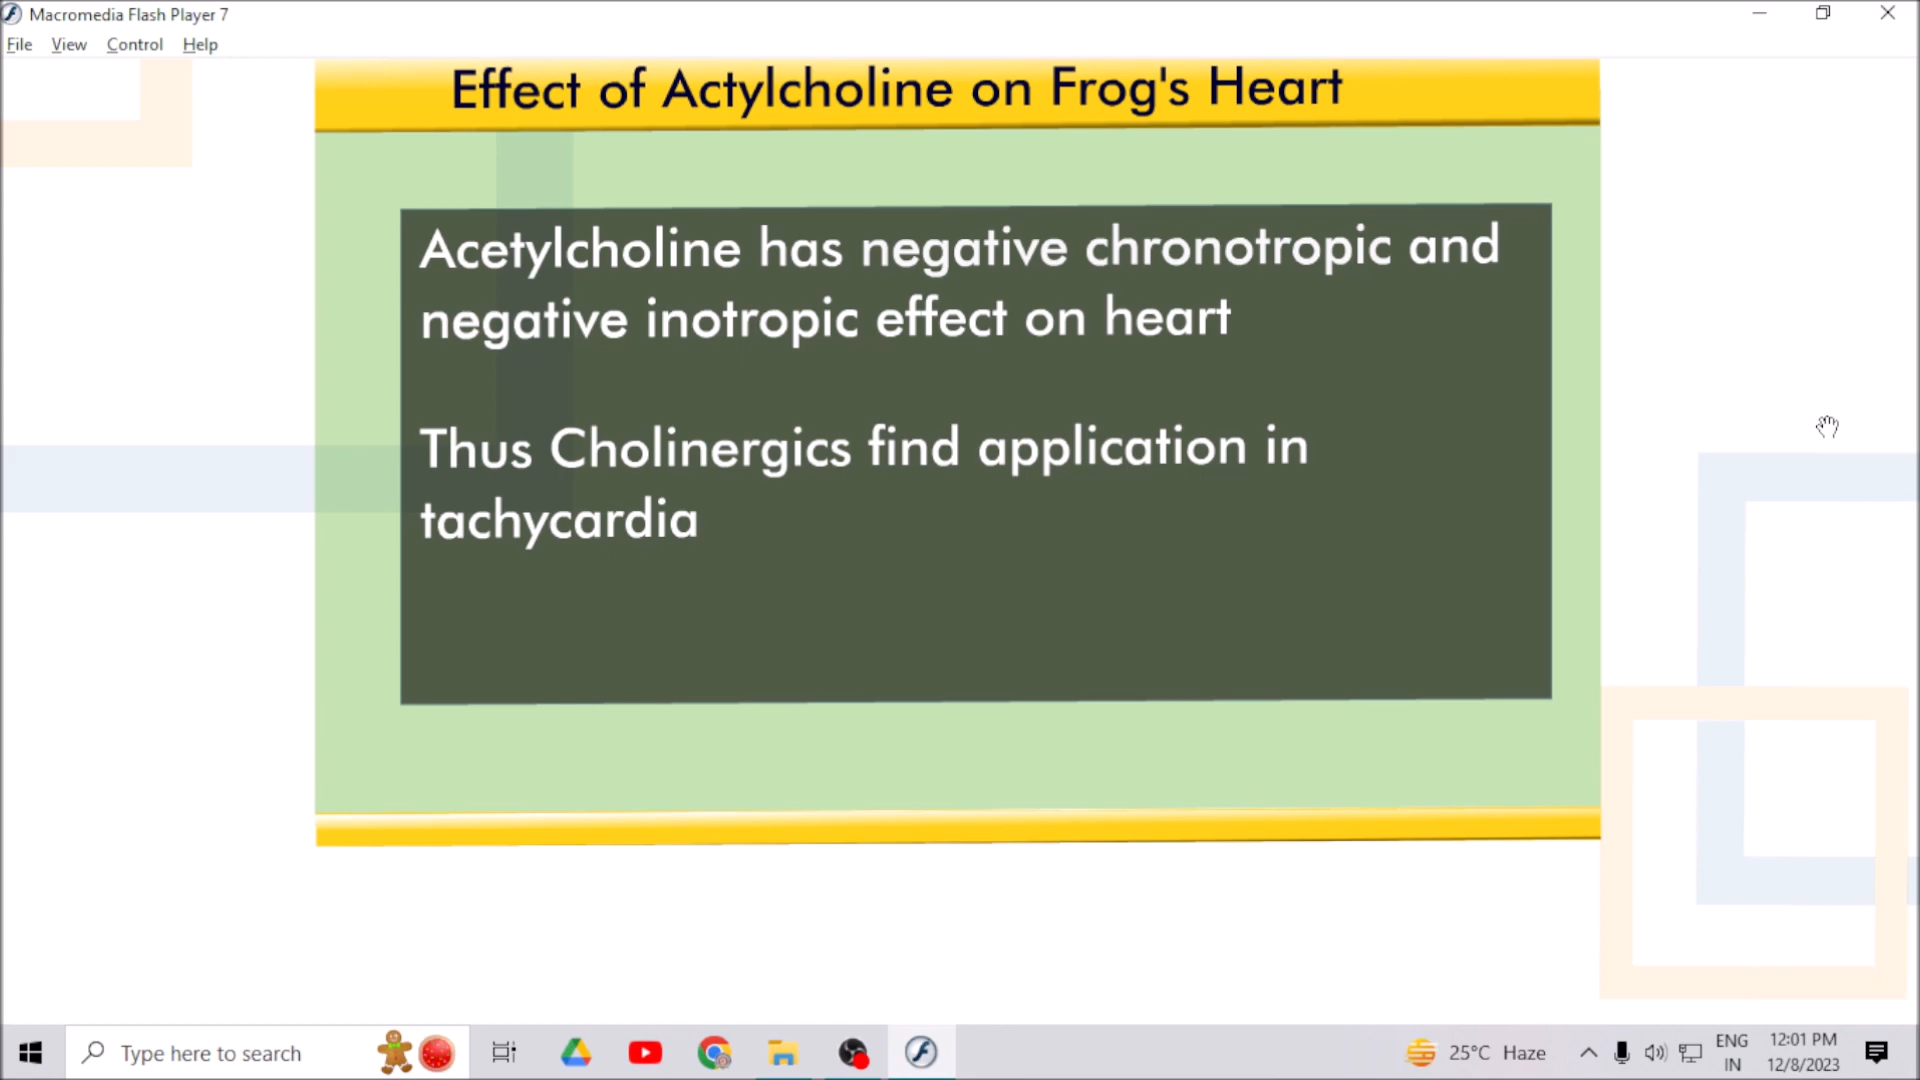 Macromedia Flash Player 7
File View Control Help
Effect of Actylcholine on Frog's Heart
Acetylcholine has negative chronotropic and
negative inotropic effect on heart
Thus Cholinergics find application in
tachycardia
Type here to search
25°C Haze
ENG
IN
12:01 PM
12/8/2023